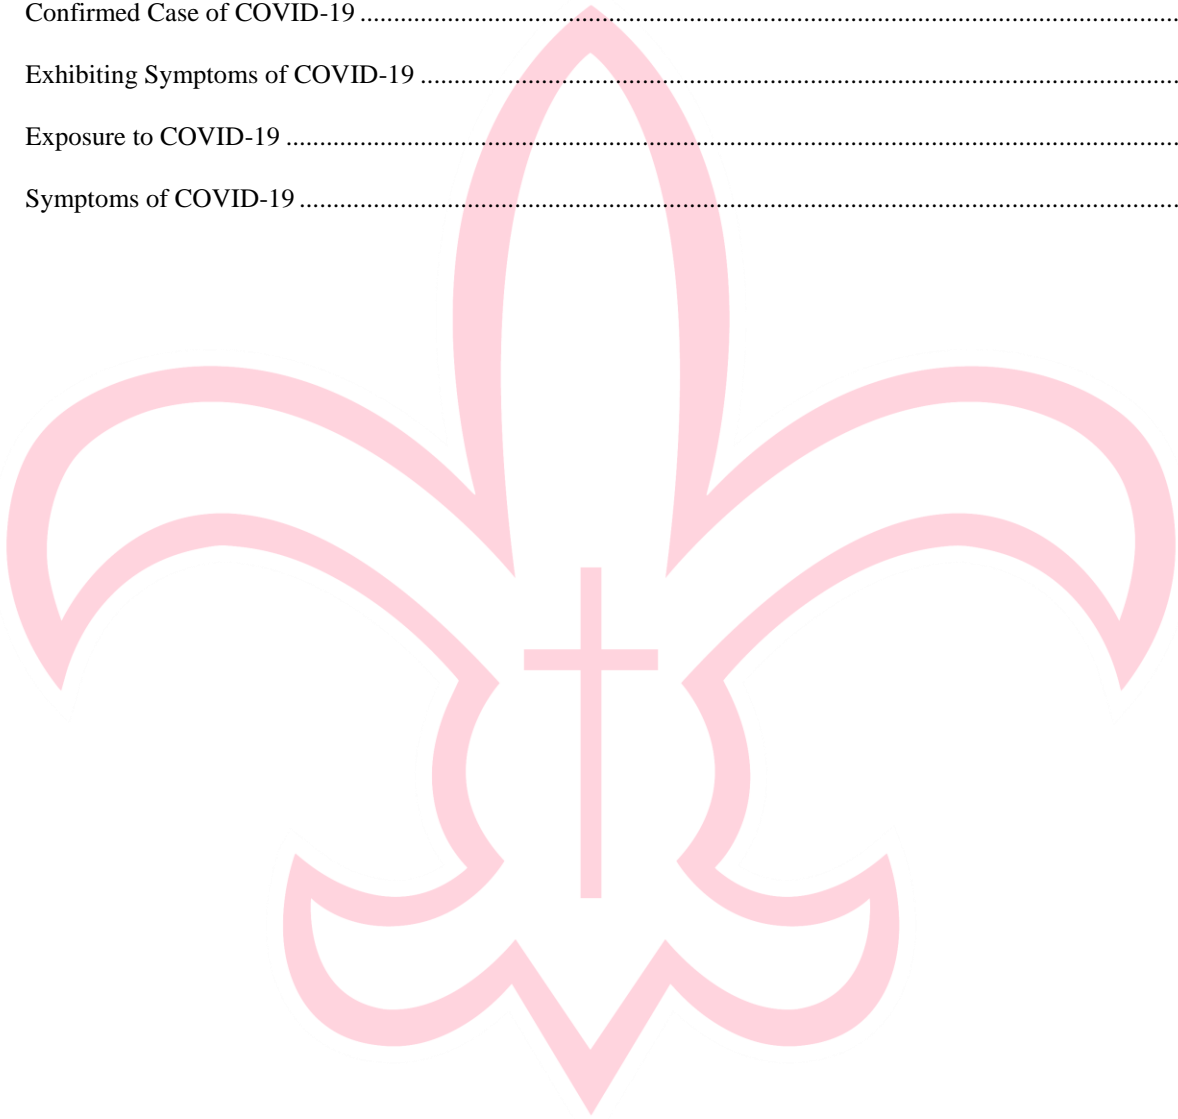 Confirmed Case of COVID-19 ............................................................................................................................
Exhibiting Symptoms of COVID-19 ...................................................................................................................
Exposure to COVID-19 .......................................................................................................................................
Symptoms of COVID-19 .....................................................................................................................................